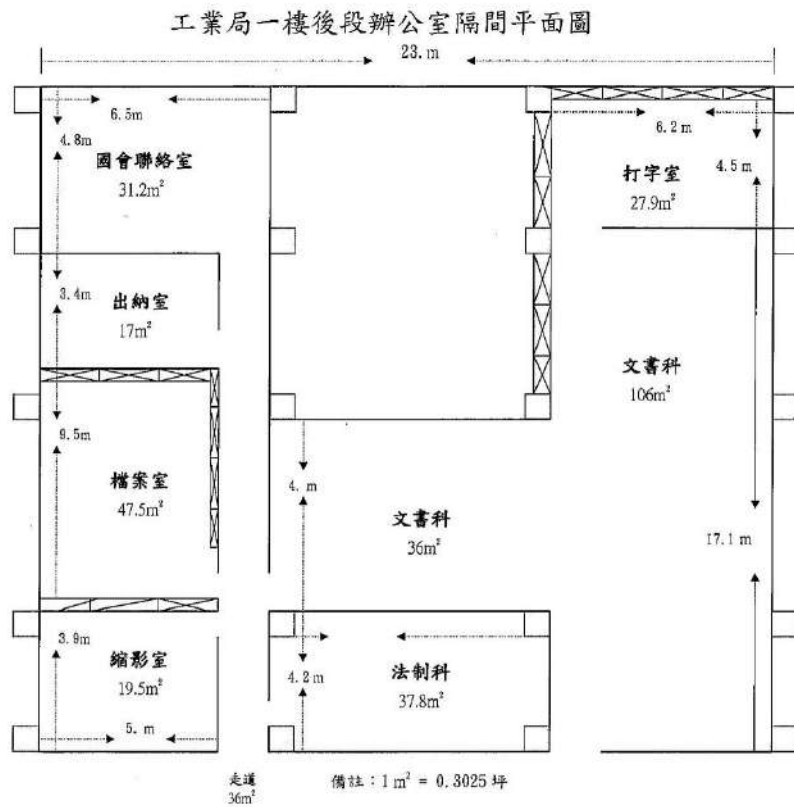 工業局一樓後段辦公室隔間平面圖
23. m
6.5m
6.2 m
4.8m
4.5 m
國會聯絡室
31.2m²
打字室
27.9m²
3.4m
出納室
17m²
文書科
106m²
9.5m
檔案室
47.5m²
4. m
文書科
36m²
17.1 m
3.9m
縮影室
19.5m²
4.2 m
法制科
37.8m²
5. m
走道
36m²
備註：1 m² = 0.3025 坪